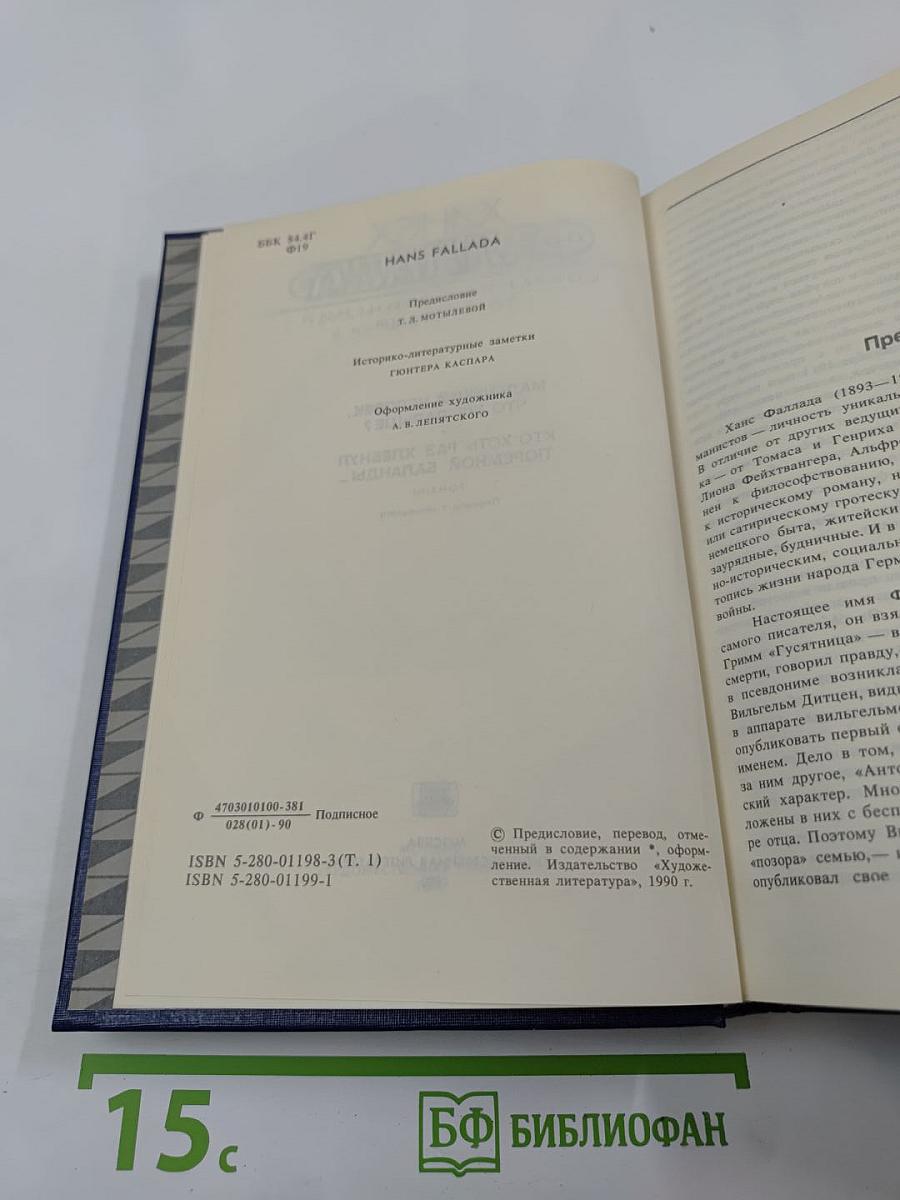 ББК 84.4Г
Ф19
HANS FALLADA
Предисловие
Т. Л. МОТЫЛЕВОЙ
Историко-литературные заметки
ГЮНТЕРА КАСПАРА
Оформление художника
А. В. ЛЕПЯТСКОГО
Ф 4703010100-381 Подписное
028(01)-90
ISBN 5-280-01198-3 (Т. 1)
ISBN 5-280-01199-1
© Предисловие, перевод, отме-
ченный в содержании *, оформ-
ление. Издательство «Художе-
ственная литература», 1990 г.
Пре
Ханс Фаллада (1893—19
манистов — личность уникаль
В отличие от других ведущи
ка — от Томаса и Генриха
Лиона Фейхтвангера, Альфре
нен к философствованию,
к историческому роману, н
или сатирическому гротеску
немецкого быта, житейски
заурядные, будничные. И в
но-историческим, социальн
топись жизни народа Герм
войны.
Настоящее имя Ф
самого писателя, он взя
Гримм «Гусятница» — в
смерти, говорил правду,
в псевдониме возникла
Вильгельм Дитцен, види
в аппарате вильгельм
опубликовать первый
именем. Дело в том,
за ним другое, «Анто
ский характер. Мно
ложены в них с бесп
ре отца. Поэтому Ви
«позора» семью,—
опубликовал свое
15 с
БФ БИБЛИОФАН